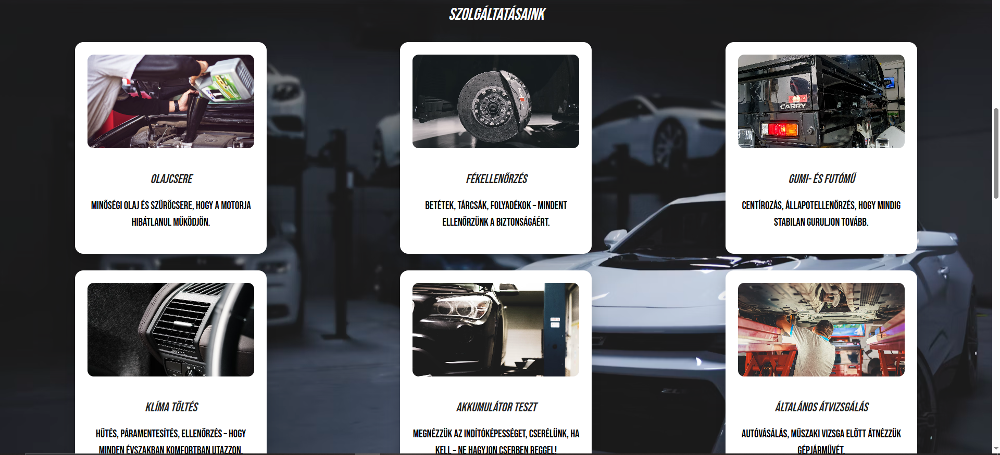 SZOLGÁLTATÁSAINK
OLAJCSERE
MINŐSÉGI OLAJ ÉS SZŰRŐCSERE, HOGY A MOTORJA
HIBÁTLANUL MŰKÖDJÖN.
FÉKELLENŐRZÉS
BETÉTEK, TÁRCSÁK, FOLYADÉKOK – MINDENT
ELLENŐRZÜNK A BIZTONSÁGÁÉRT.
CARRY
GUMI- ÉS FUTÓMŰ
CENTÍROZÁS, ÁLLAPOTELLENŐRZÉS, HOGY MINDIG
STABILAN GURULJON TOVÁBB.
KLÍMA TÖLTÉS
HŰTÉS, PÁRAMENTESÍTÉS, ELLENŐRZÉS – HOGY
MINDEN ÉVSZAKBAN KOMFORTBAN UTAZZON.
AKKUMULÁTOR TESZT
MEGNÉZZÜK AZ INDÍTÓKÉPESSÉGET, CSERÉLÜNK, HA
KELL – NE HAGYJON CSERBEN REGGEL!
ÁLTALÁNOS ÁTVIZSGÁLÁS
AUTÓVÁSÁLÁS, MŰSZAKI VIZSGA ELŐTT ÁTNÉZZÜK
GÉPJÁRMŰVÉT.